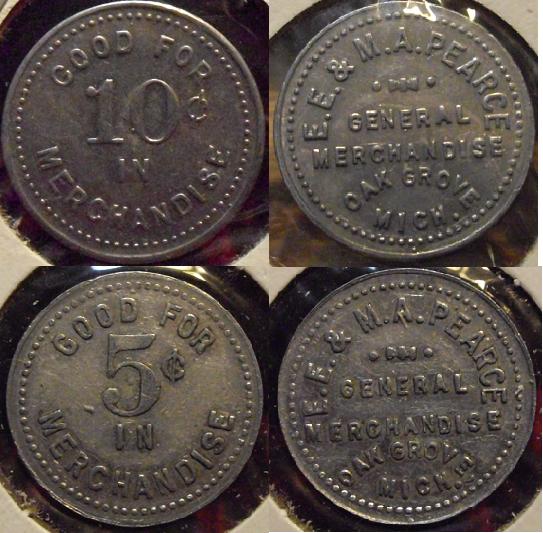 GOOD FOR
10¢
IN
MERCHANDISE
E.E. & M.A. PEARCE
GENERAL
MERCHANDISE
OAK GROVE
MICH.
GOOD FOR
5¢
IN
MERCHANDISE
E.E. & M.A. PEARCE
GENERAL
MERCHANDISE
OAK GROVE
MICH.